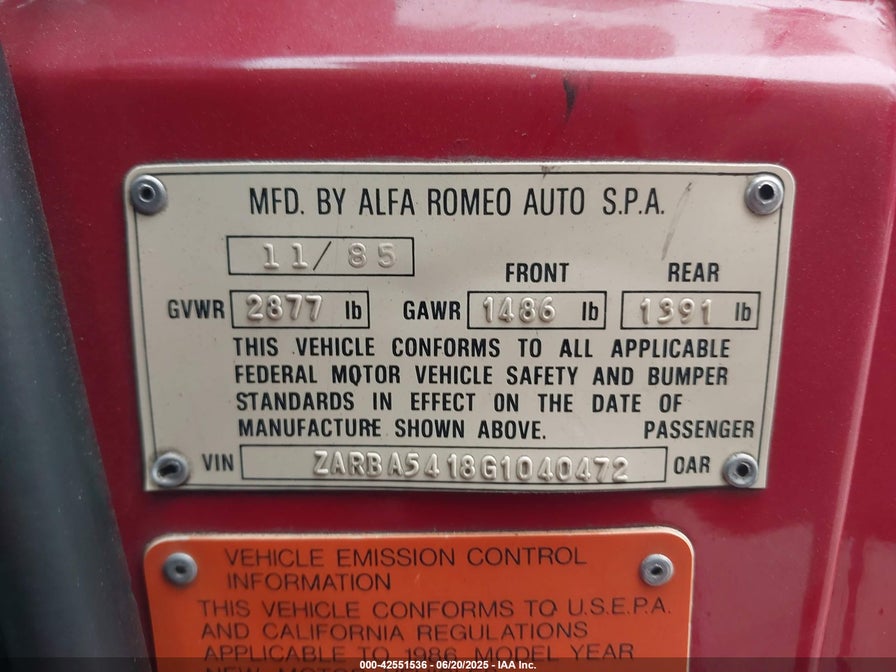 MFD. BY ALFA ROMEO AUTO S.P.A.
11/85
FRONT REAR
GVWR 2877 lb GAWR 1486 lb 1391 lb
THIS VEHICLE CONFORMS TO ALL APPLICABLE
FEDERAL MOTOR VEHICLE SAFETY AND BUMPER
STANDARDS IN EFFECT ON THE DATE OF
MANUFACTURE SHOWN ABOVE. PASSENGER
VIN ZARBA5418G1040472 CAR
VEHICLE EMISSION CONTROL
INFORMATION
THIS VEHICLE CONFORMS TO U.S.E.P.A.
AND CALIFORNIA REGULATIONS
APPLICABLE TO 1986 MODEL YEAR
NEW
000-42551536 - 06/20/2025 - IAA Inc.